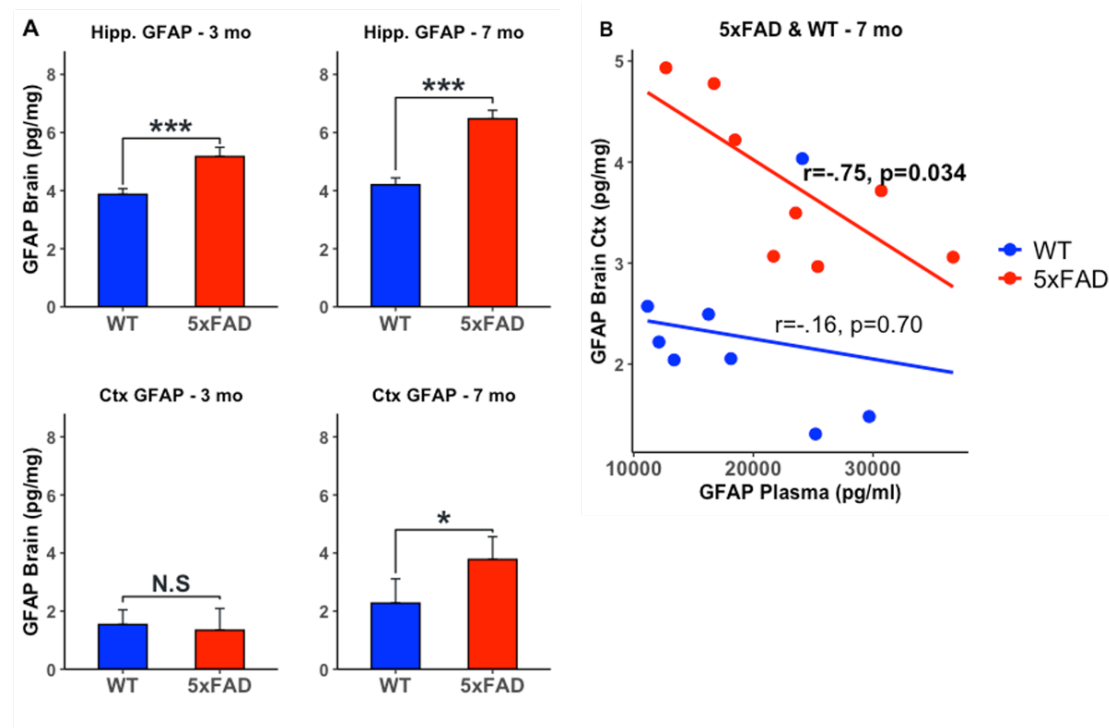 A
Hipp. GFAP - 3 mo
GFAP Brain (pg/mg)
8
6
4
2
0
***
WT 5xFAD
Hipp. GFAP - 7 mo
8
6
4
2
0
***
WT 5xFAD
Ctx GFAP - 3 mo
GFAP Brain (pg/mg)
8
6
4
2
0
N.S
WT 5xFAD
Ctx GFAP - 7 mo
8
6
4
2
0
*
WT 5xFAD
B
5xFAD & WT - 7 mo
GFAP Brain Ctx (pg/mg)
5
4
3
2
r=-.75, p=0.034
r=-.16, p=0.70
10000 20000 30000
GFAP Plasma (pg/ml)
WT
5xFAD